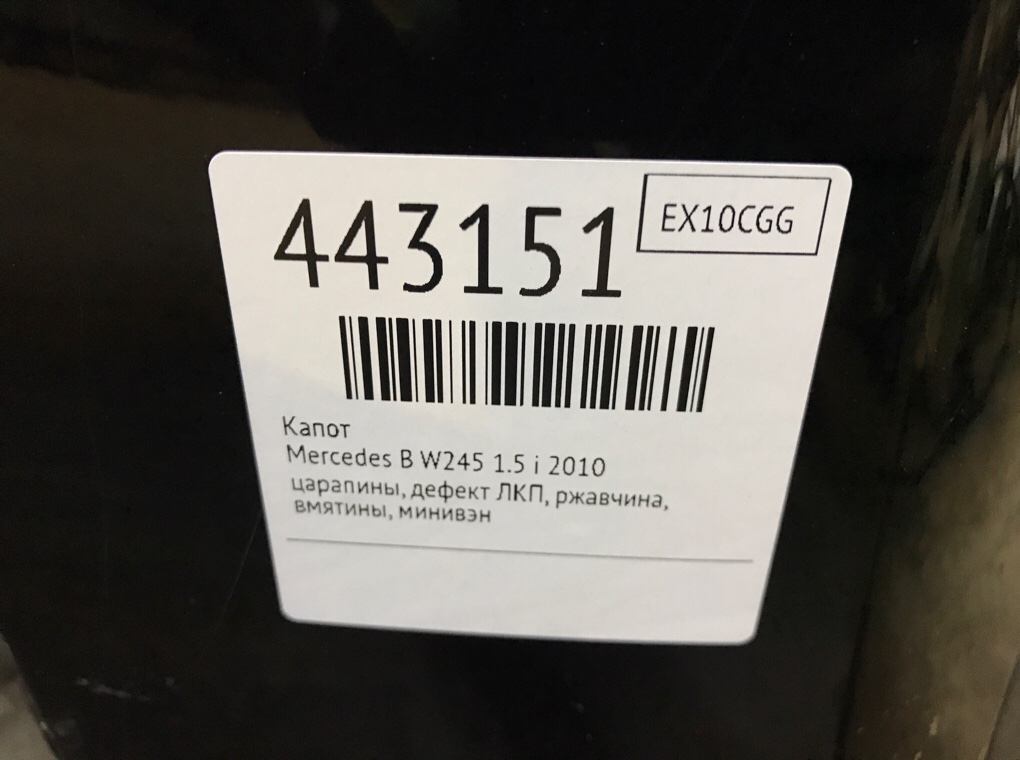 443151
EX10CGG
Капот
Mercedes B W245 1.5 i 2010
царапины, дефект ЛКП, ржавчина,
вмятины, минивэн